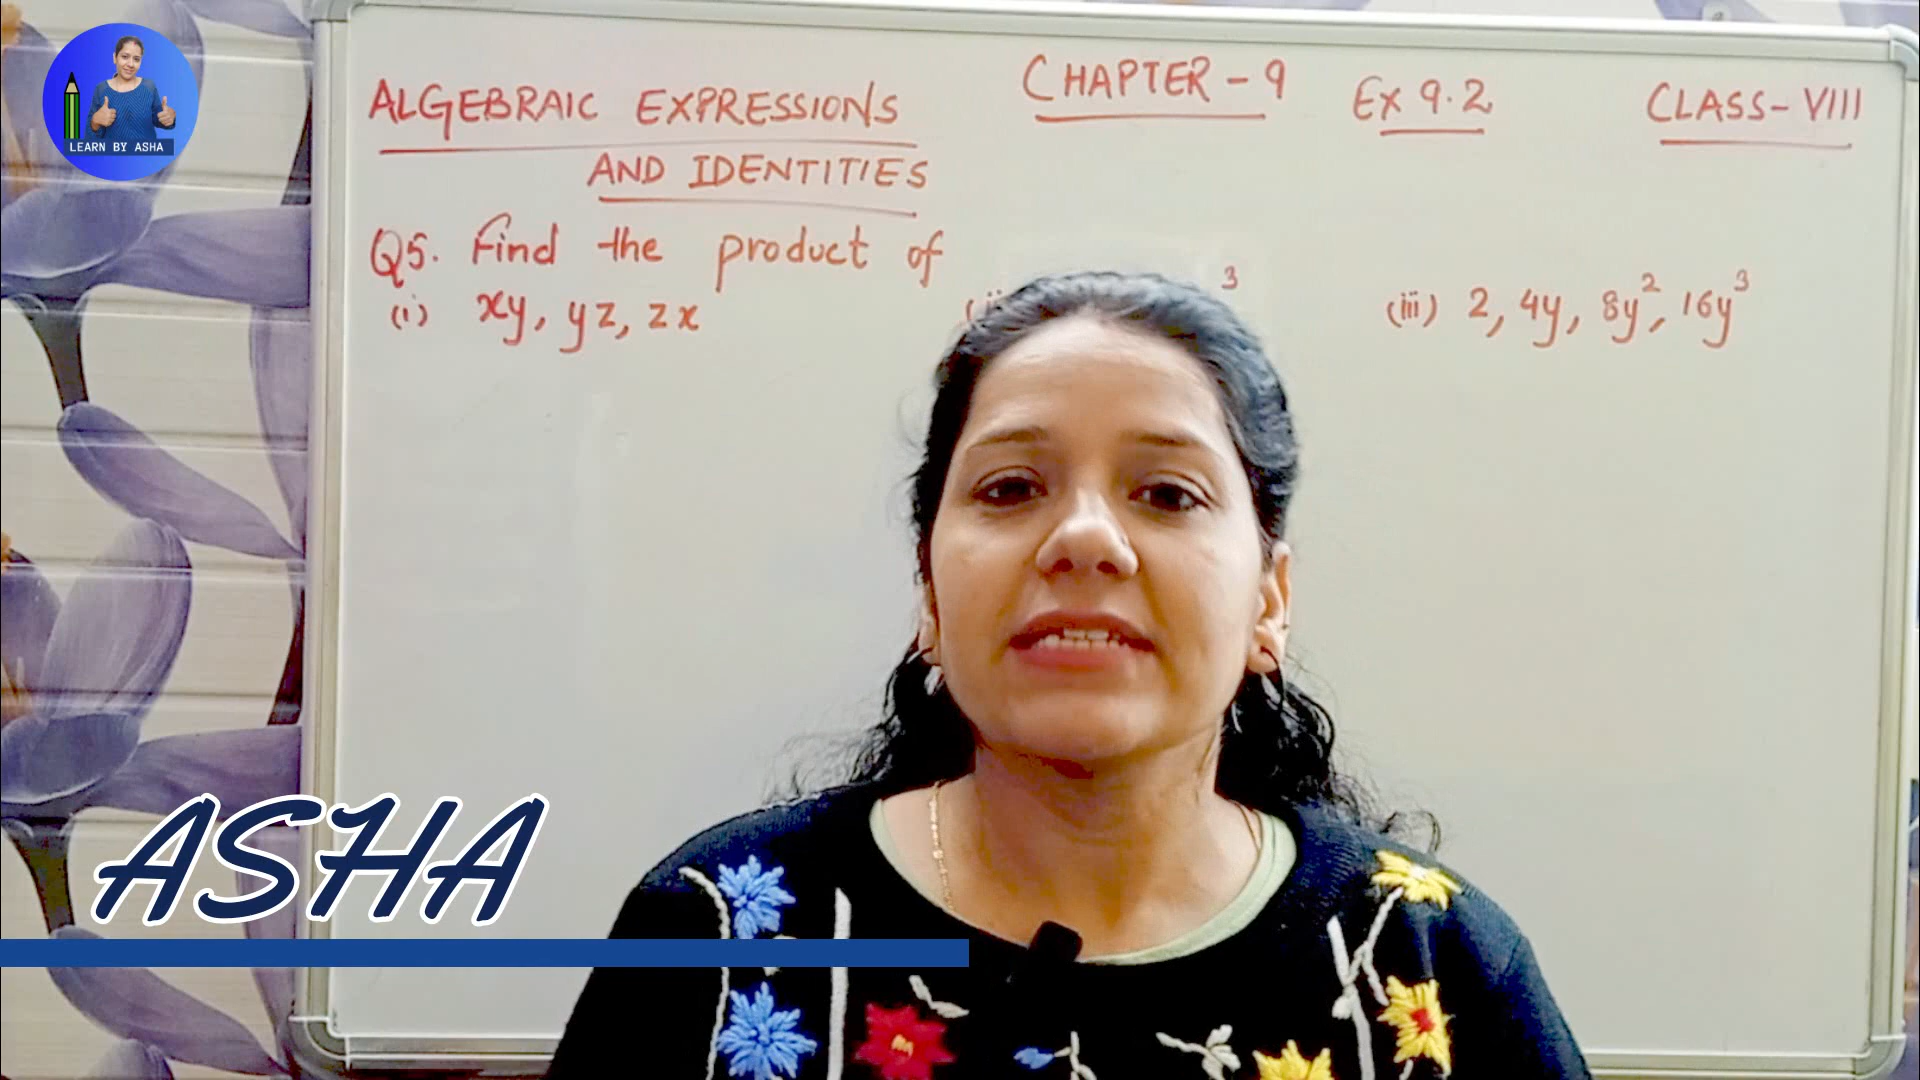 LEARN BY ASHA
ALGEBRAIC EXPRESSIONS
AND IDENTITIES
CHAPTER - 9
Ex 9.2
CLASS - VIII
Q5. Find the product of
(i) xy, yz, zx
3
(iii) 2, 4y, 8y², 16y³
ASHA